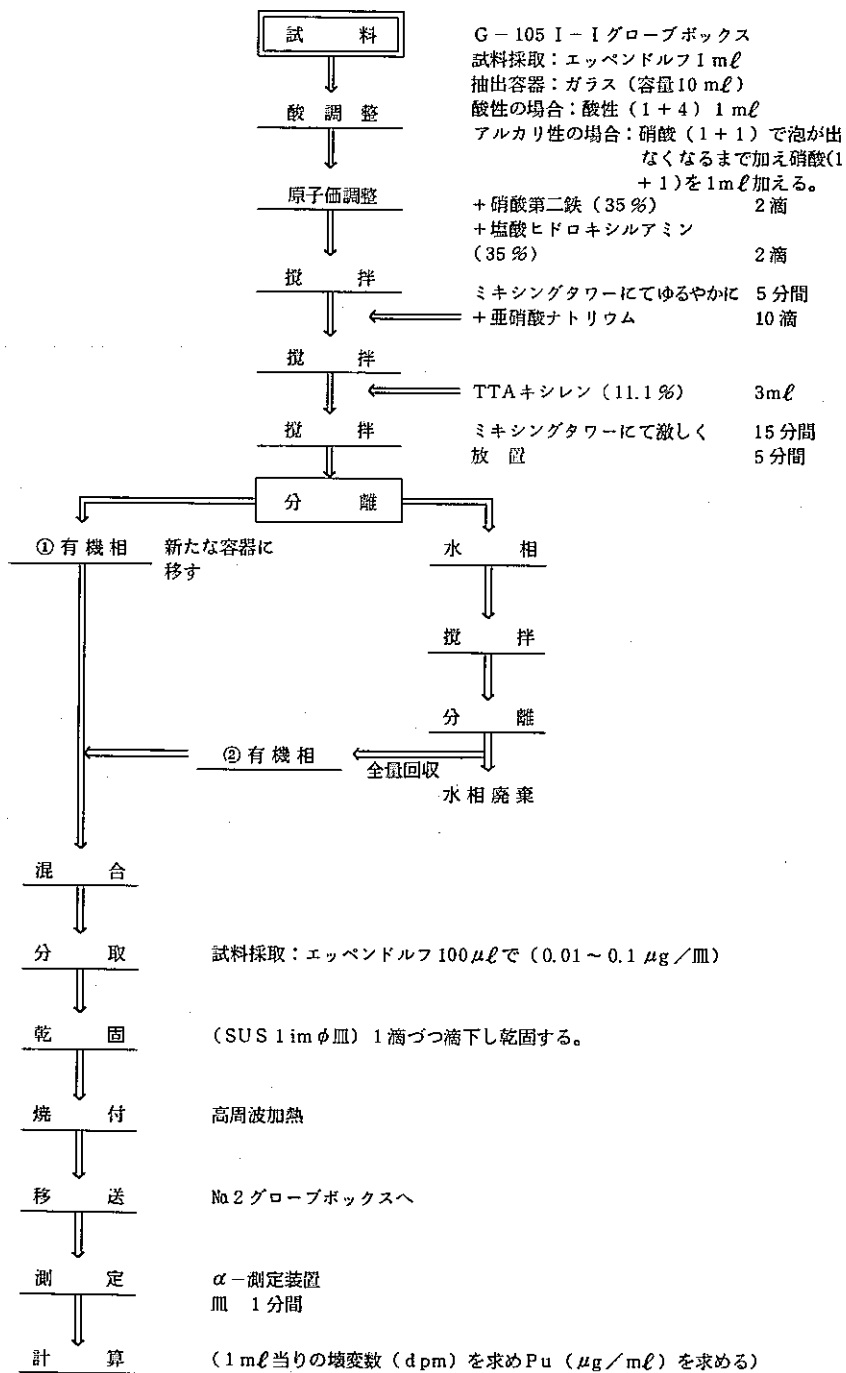 試料
G-105 I-Iグローブボックス
試料採取:エッペンドルフ1mℓ
抽出容器:ガラス(容量10mℓ)
酸調整
酸性の場合:酸性(1+4)1mℓ
アルカリ性の場合:硝酸(1+1)で泡が出
なくなるまで加え硝酸(1
+1)を1mℓ加える。
原子価調整
+硝酸第二鉄(35%) 2滴
+塩酸ヒドロキシルアミン
(35%) 2滴
撹拌
ミキシングタワーにてゆるやかに 5分間
+亜硝酸ナトリウム 10滴
撹拌
TTAキシレン(11.1%) 3mℓ
撹拌
ミキシングタワーにて激しく 15分間
放置 5分間
分離
①有機相 新たな容器に
移す
水相
撹拌
分離
②有機相
全量回収
水相廃棄
混合
分取 試料採取:エッペンドルフ100μℓで(0.01~0.1μg/皿)
乾固 (SUS 1imφ皿)1滴づつ滴下し乾固する。
焼付 高周波加熱
移送 №2グローブボックスへ
測定 α-測定装置
皿 1分間
計算 (1mℓ当りの壊変数(dpm)を求めPu(μg/mℓ)を求める)